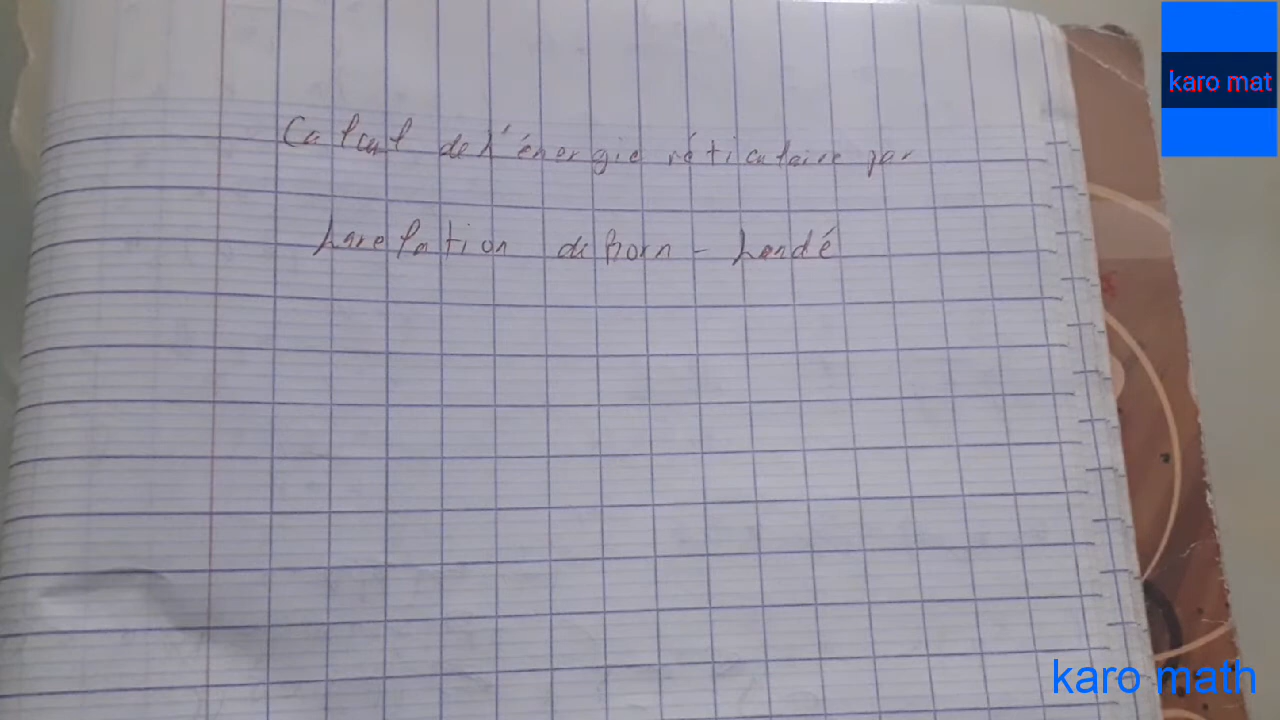 karo mat
Calcul de l'énergie réticulaire par
la relation de Born - Landé
karo math